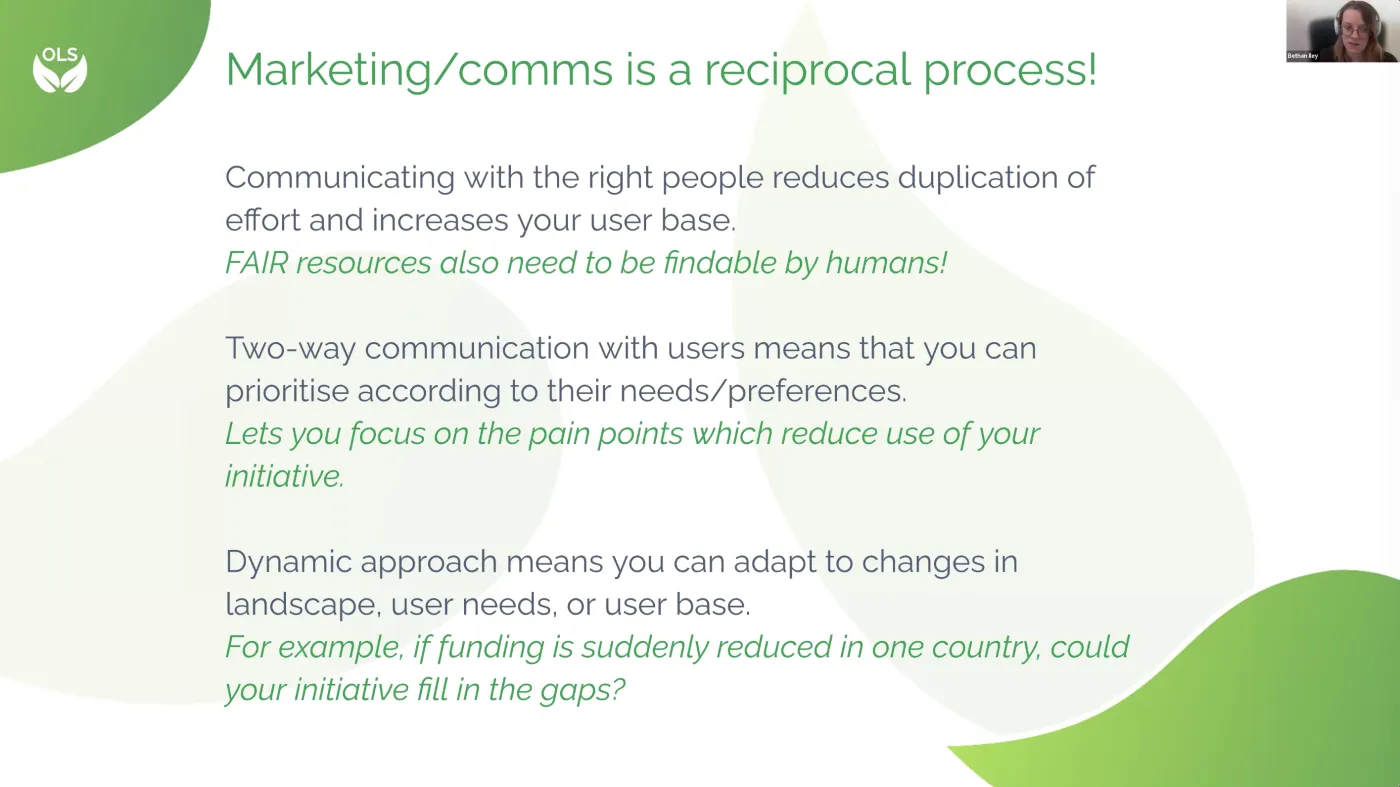 OLS
Marketing/comms is a reciprocal process!
Communicating with the right people reduces duplication of
effort and increases your user base.
FAIR resources also need to be findable by humans!
Two-way communication with users means that you can
prioritise according to their needs/preferences.
Lets you focus on the pain points which reduce use of your
initiative.
Dynamic approach means you can adapt to changes in
landscape, user needs, or user base.
For example, if funding is suddenly reduced in one country, could
your initiative fill in the gaps?
Bethan Iley